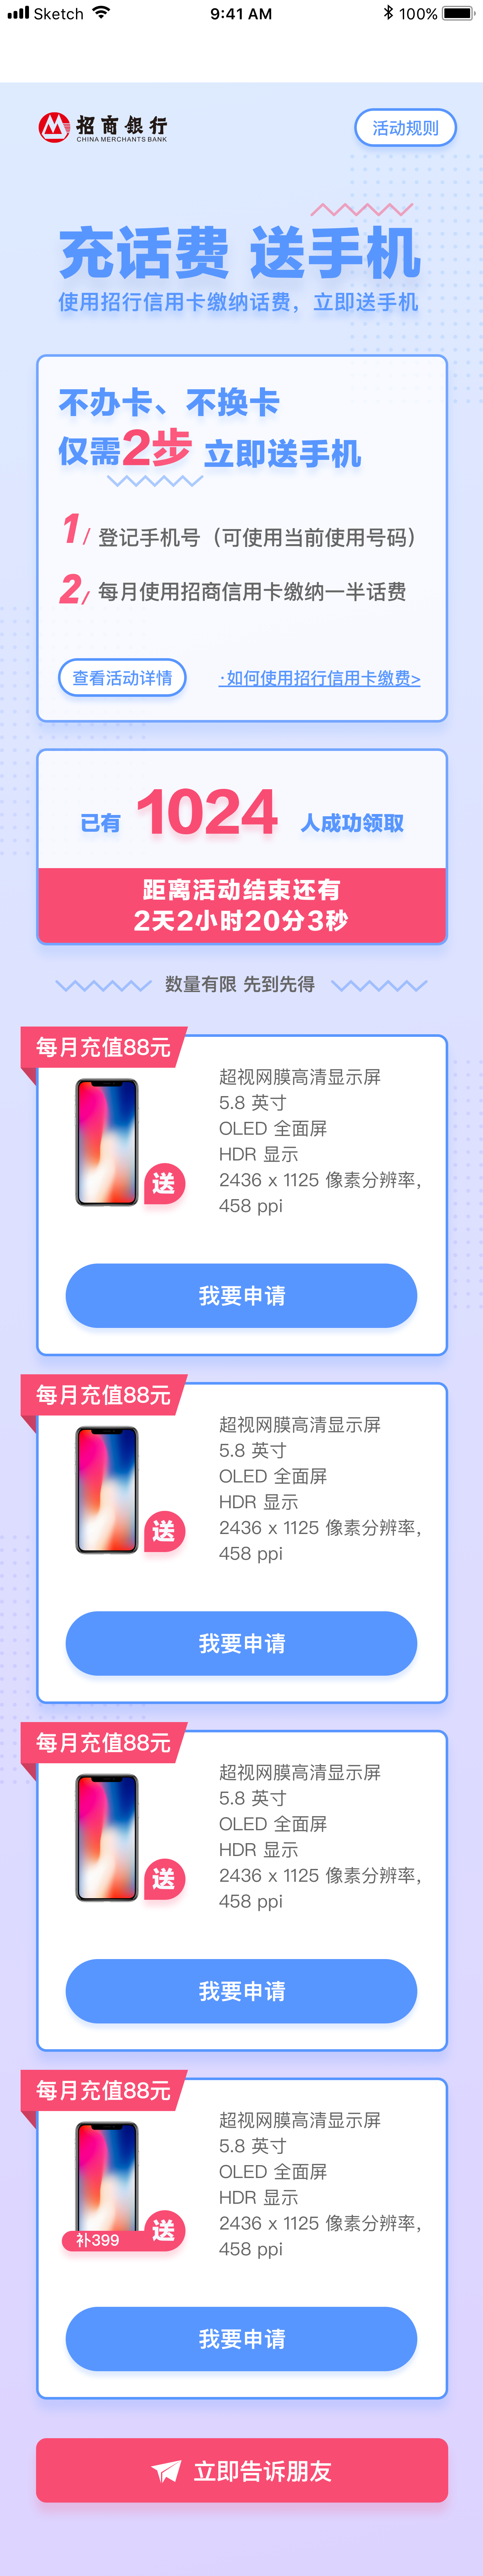 Sketch
9:41 AM
100%
招商银行
CHINA MERCHANTS BANK
活动规则
充话费 送手机
使用招行信用卡缴纳话费，立即送手机
不办卡、不换卡
仅需2步 立即送手机
1/ 登记手机号（可使用当前使用号码）
2/ 每月使用招商信用卡缴纳一半话费
查看活动详情
·如何使用招行信用卡缴费>
已有 1024 人成功领取
距离活动结束还有
2天2小时20分3秒
数量有限 先到先得
每月充值88元
超视网膜高清显示屏
5.8 英寸
OLED 全面屏
HDR 显示
2436 x 1125 像素分辨率，
458 ppi
送
我要申请
每月充值88元
超视网膜高清显示屏
5.8 英寸
OLED 全面屏
HDR 显示
2436 x 1125 像素分辨率，
458 ppi
送
我要申请
每月充值88元
超视网膜高清显示屏
5.8 英寸
OLED 全面屏
HDR 显示
2436 x 1125 像素分辨率，
458 ppi
送
我要申请
每月充值88元
超视网膜高清显示屏
5.8 英寸
OLED 全面屏
HDR 显示
2436 x 1125 像素分辨率，
458 ppi
送
补399
我要申请
立即告诉朋友